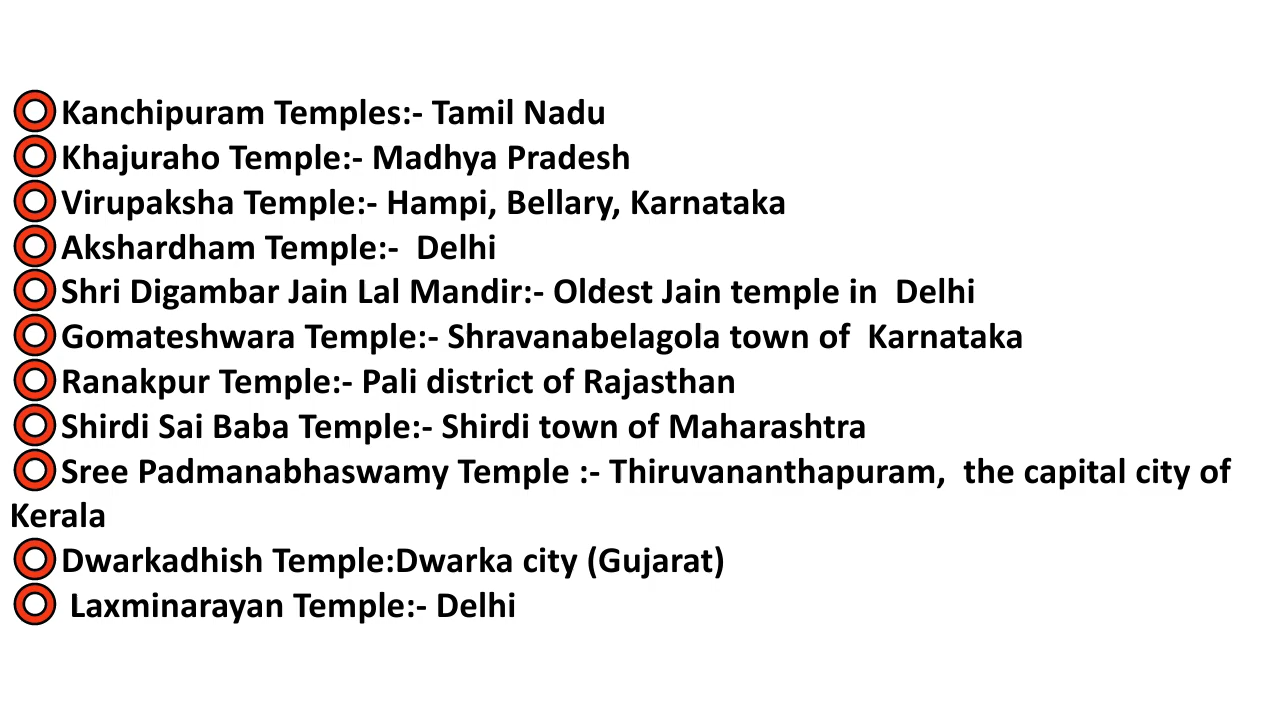 ⭕Kanchipuram Temples:- Tamil Nadu
⭕Khajuraho Temple:- Madhya Pradesh
⭕Virupaksha Temple:- Hampi, Bellary, Karnataka
⭕Akshardham Temple:-  Delhi
⭕Shri Digambar Jain Lal Mandir:- Oldest Jain temple in  Delhi
⭕Gomateshwara Temple:- Shravanabelagola town of  Karnataka
⭕Ranakpur Temple:- Pali district of Rajasthan
⭕Shirdi Sai Baba Temple:- Shirdi town of Maharashtra
⭕Sree Padmanabhaswamy Temple :- Thiruvananthapuram,  the capital city of
Kerala
⭕Dwarkadhish Temple:Dwarka city (Gujarat)
⭕ Laxminarayan Temple:- Delhi